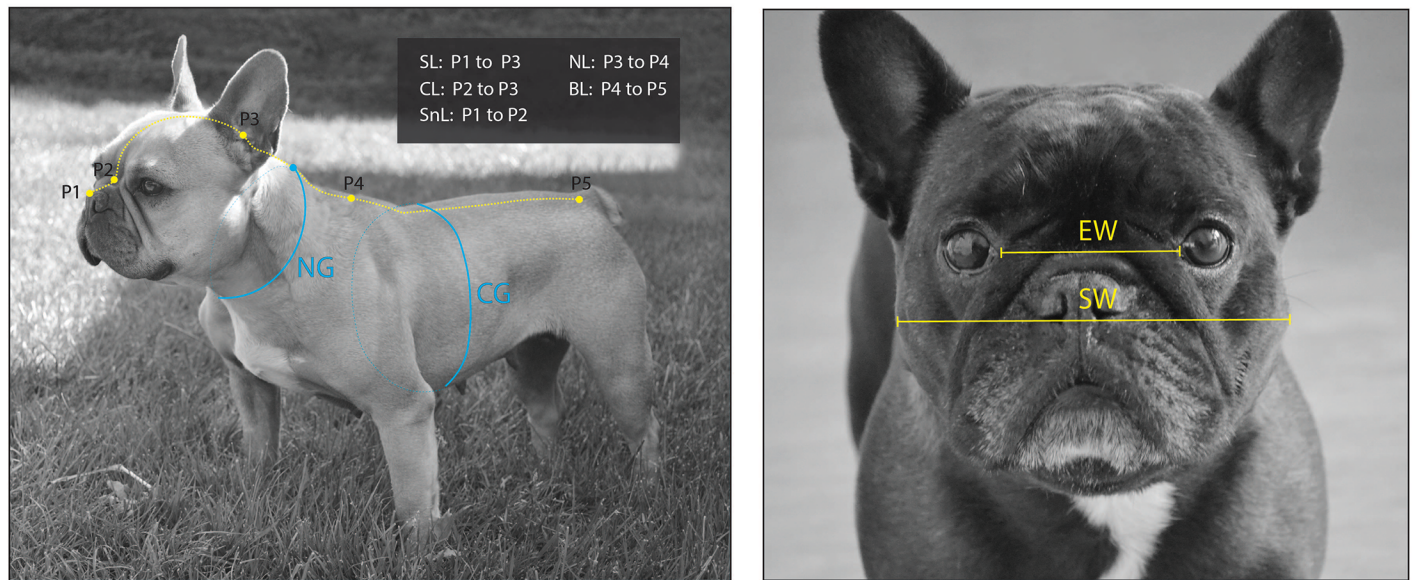 SL: P1 to P3
NL: P3 to P4
CL: P2 to P3
BL: P4 to P5
SnL: P1 to P2
P3
P2
P1
P4
P5
NG
CG
EW
SW